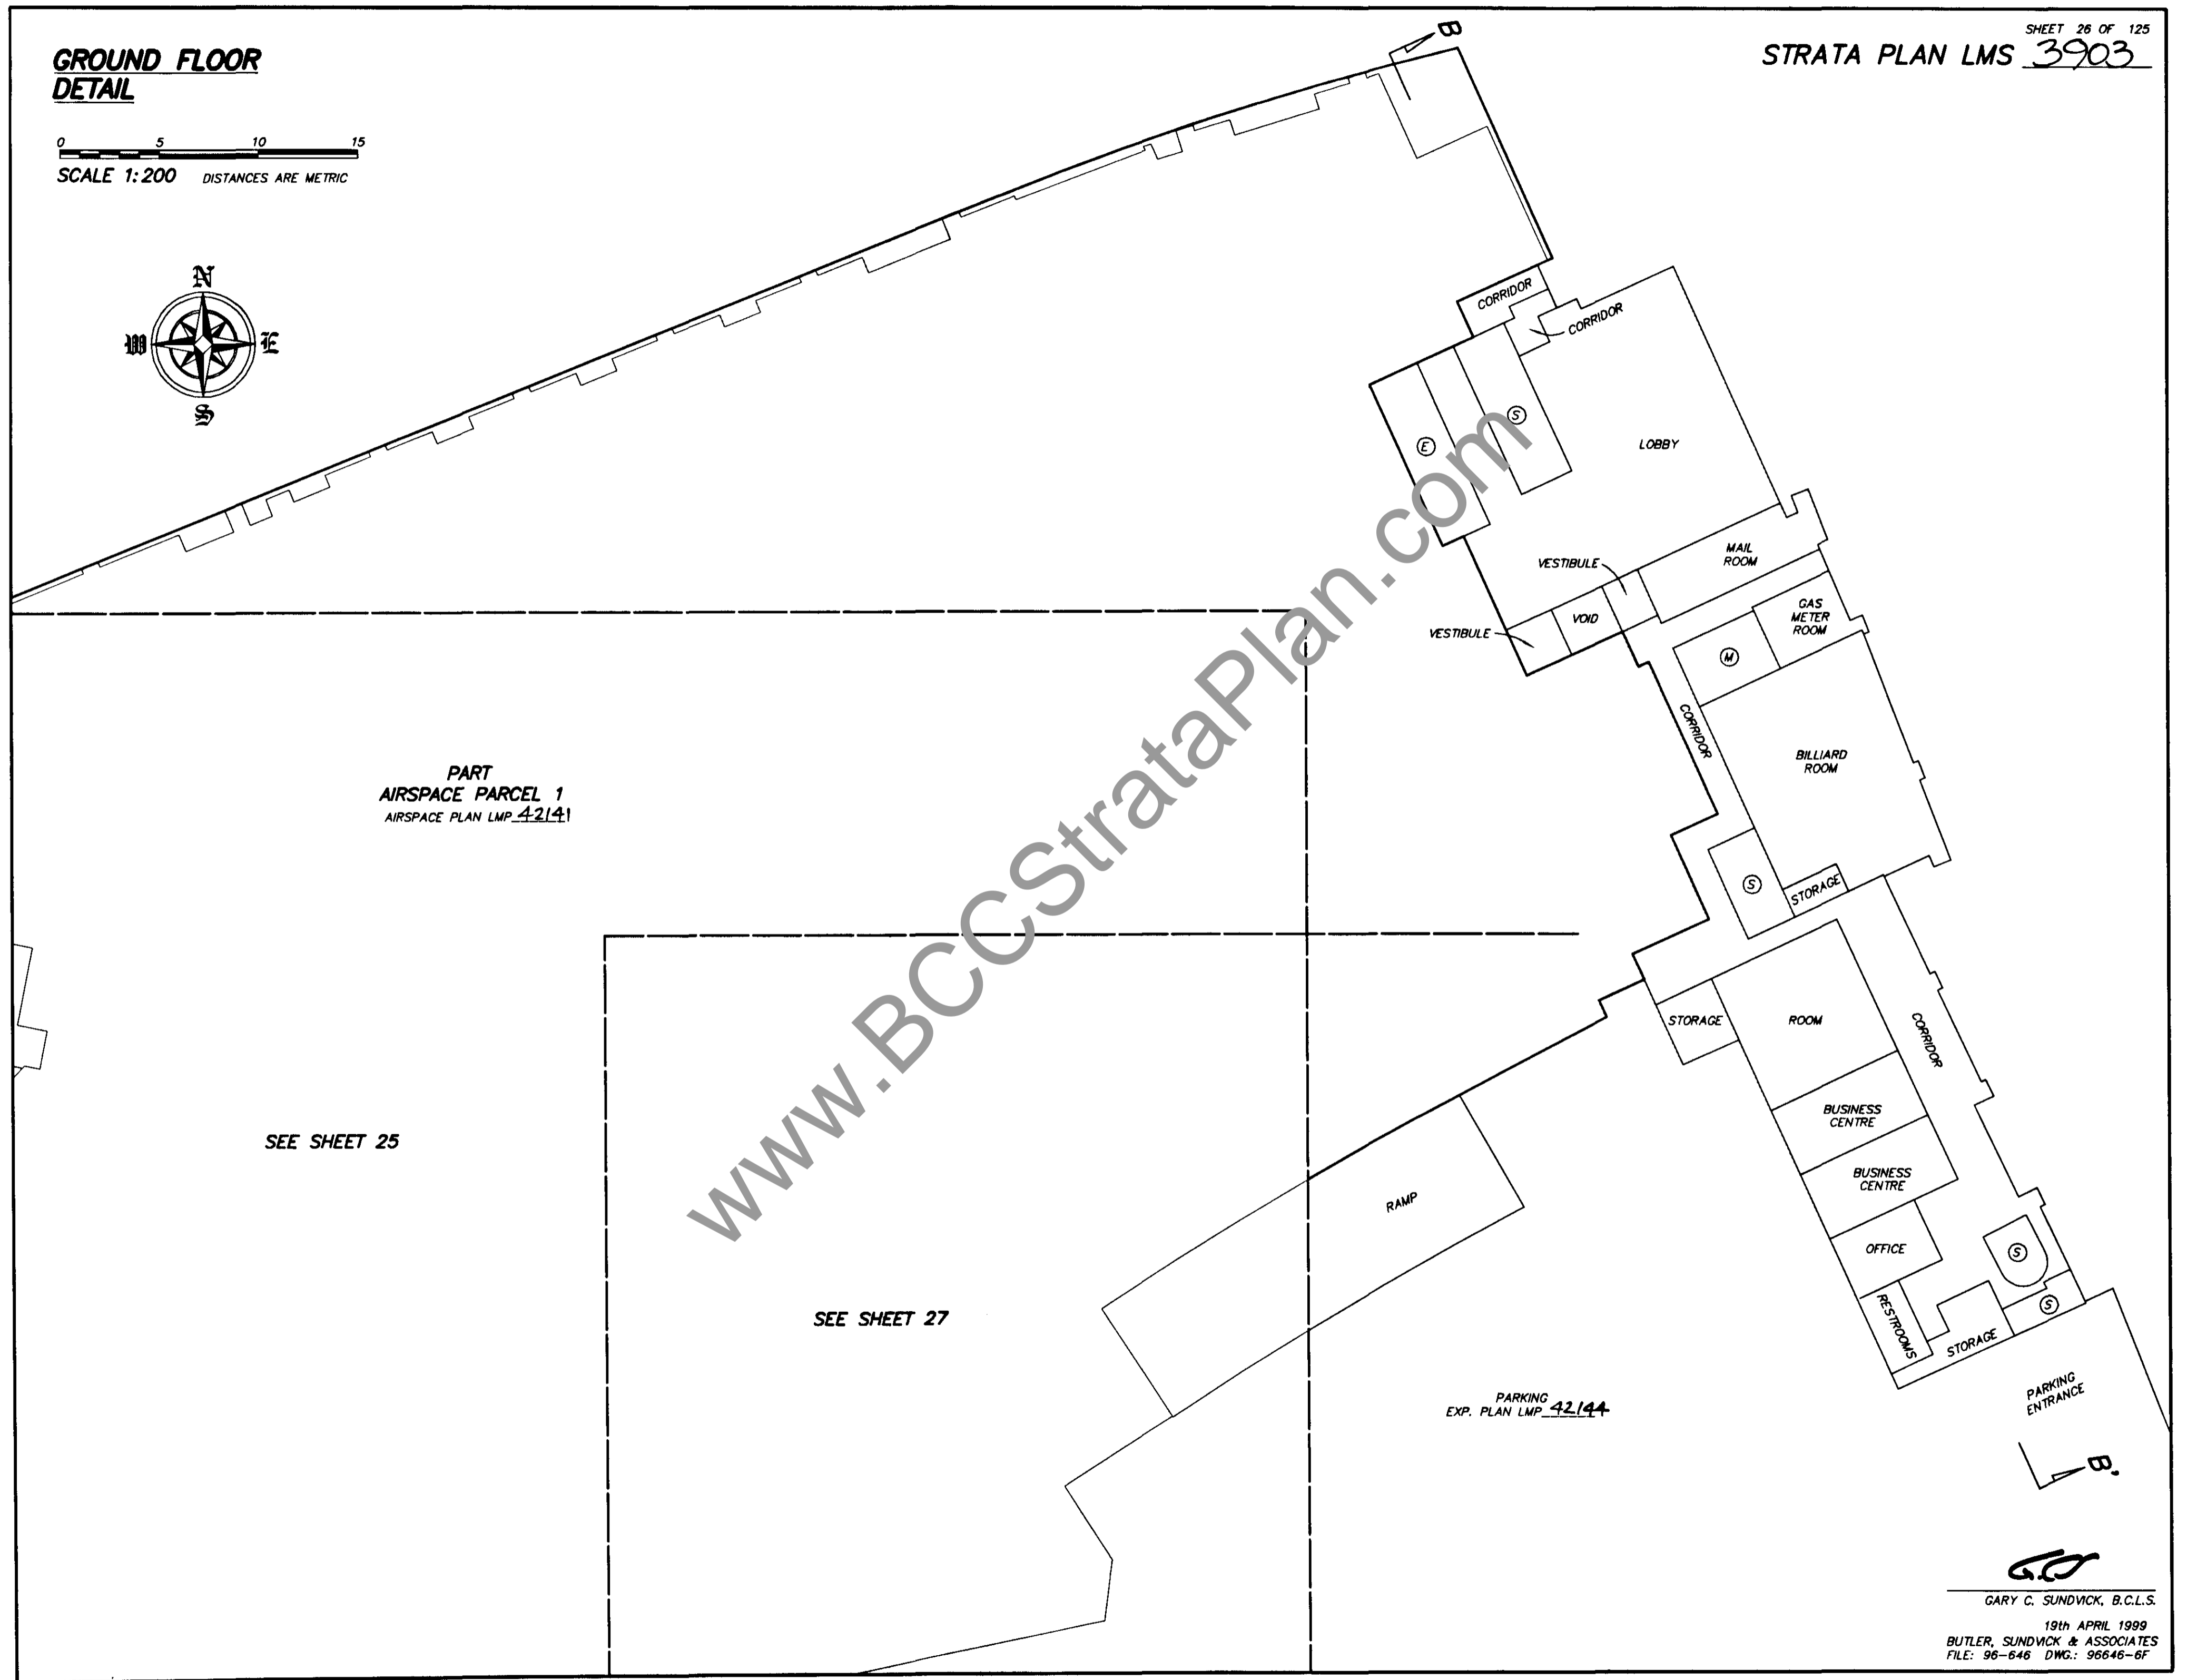 SHEET 26 OF 125
STRATA PLAN LMS 3903
GROUND FLOOR
DETAIL
0 5 10 15
SCALE 1:200 DISTANCES ARE METRIC
N
W E
S
B
CORRIDOR
CORRIDOR
S
E
LOBBY
MAIL
ROOM
VESTIBULE
VOID
VESTIBULE
GAS
METER
ROOM
M
CORRIDOR
BILLIARD
ROOM
S
STORAGE
PART
AIRSPACE PARCEL 1
AIRSPACE PLAN LMP 42141
STORAGE
ROOM
CORRIDOR
BUSINESS
CENTRE
BUSINESS
CENTRE
OFFICE
S
S
RESTROOMS
STORAGE
SEE SHEET 25
RAMP
SEE SHEET 27
PARKING
EXP. PLAN LMP 42144
PARKING
ENTRANCE
B'
www.BCCStrataPlan.com
GARY C. SUNDVICK, B.C.L.S.
19th APRIL 1999
BUTLER, SUNDVICK & ASSOCIATES
FILE: 96-646 DWG.: 96646-6F